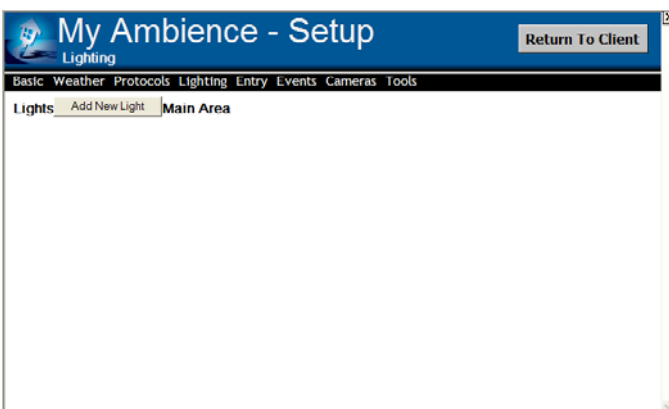 My Ambience - Setup
Return To Client
Lighting
Basic Weather Protocols Lighting Entry Events Cameras Tools
Lights Add New Light Main Area